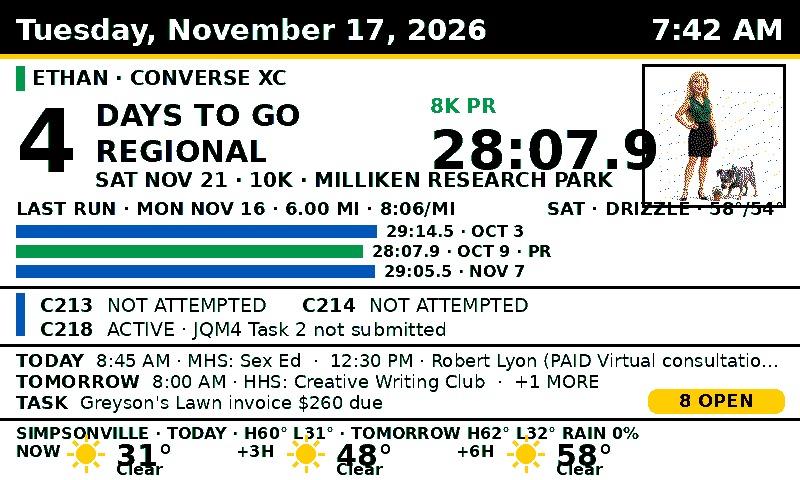 Tuesday, November 17, 2026 7:42 AM
ETHAN · CONVERSE XC
4 DAYS TO GO
REGIONAL
8K PR
28:07.9
SAT NOV 21 · 10K · MILLIKEN RESEARCH PARK
LAST RUN · MON NOV 16 · 6.00 MI · 8:06/MI SAT · DRIZZLE · 58°/54°
29:14.5 · OCT 3
28:07.9 · OCT 9 · PR
29:05.5 · NOV 7
C213 NOT ATTEMPTED C214 NOT ATTEMPTED
C218 ACTIVE · JQM4 Task 2 not submitted
TODAY 8:45 AM · MHS: Sex Ed · 12:30 PM · Robert Lyon (PAID Virtual consultatio...
TOMORROW 8:00 AM · HHS: Creative Writing Club · +1 MORE
TASK Greyson's Lawn invoice $260 due 8 OPEN
SIMPSONVILLE · TODAY · H60° L31° · TOMORROW H62° L32° RAIN 0%
NOW 31° +3H 48° +6H 58°
Clear Clear Clear